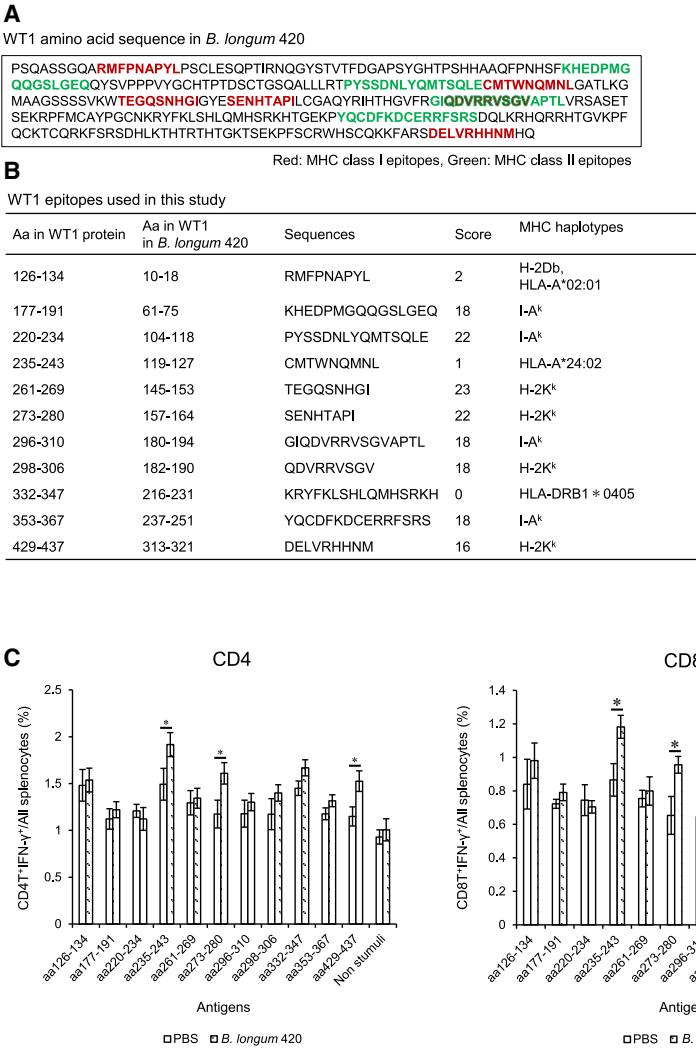 A
WT1 amino acid sequence in B. longum 420
PSQASSGQARMFPNAPYLPSCLESQPTIRNQGYSTVTFDGAPSYGHTPSHHAAQFPNHSFKHEDPMG
QQGSLGEQQYSVPPPVYGCHTPTDSCTGSQALLLRTPYSSDNLYQMTSQLECMTWNQMNLGATLKG
MAAGSSSSVKWTEGQSNHGIGYESENHTAPILCGAQYRIHTHGVFRGIQDVRRVSGVAPTLVRSASET
SEKRPFMCAYPGCNKRYFKLSHLQMHSRKHTGEKPYQCDFKDCERRFSRSDQLKRHQRRHTGVKPF
QCKTCQRKFSRSDHLKTHTRTHTGKTSEKPFSCRWHSCQKKFARSDELVRHHNMHQ
Red: MHC class I epitopes, Green: MHC class II epitopes
B
WT1 epitopes used in this study
Aa in WT1 protein Aa in WT1 in B. longum 420 Sequences Score MHC haplotypes
126-134 10-18 RMFPNAPYL 2 H-2Db, HLA-A*02:01
177-191 61-75 KHEDPMGQQGSLGEQ 18 I-Aᵏ
220-234 104-118 PYSSDNLYQMTSQLE 22 I-Aᵏ
235-243 119-127 CMTWNQMNL 1 HLA-A*24:02
261-269 145-153 TEGQSNHGI 23 H-2Kᵏ
273-280 157-164 SENHTAPI 22 H-2Kᵏ
296-310 180-194 GIQDVRRVSGVAPTL 18 I-Aᵏ
298-306 182-190 QDVRRVSGV 18 H-2Kᵏ
332-347 216-231 KRYFKLSHLQMHSRKH 0 HLA-DRB1＊0405
353-367 237-251 YQCDFKDCERRFSRS 18 I-Aᵏ
429-437 313-321 DELVRHHNM 16 H-2Kᵏ
C
CD4
CD4T⁺IFN-γ⁺/All splenocytes (%)
2.5
2
1.5
1
0.5
0
* * *
aa126-134 aa177-191 aa220-234 aa235-243 aa261-269 aa273-280 aa296-310 aa298-306 aa332-347 aa353-367 aa429-437 Non stumuli
Antigens
PBS B. longum 420
CD8
CD8T⁺IFN-γ⁺/All splenocytes (%)
1.4
1.2
1
0.8
0.6
0.4
0.2
0
* *
aa126-134 aa177-191 aa220-234 aa235-243 aa261-269 aa273-280 aa296-31
Antige
PBS B.